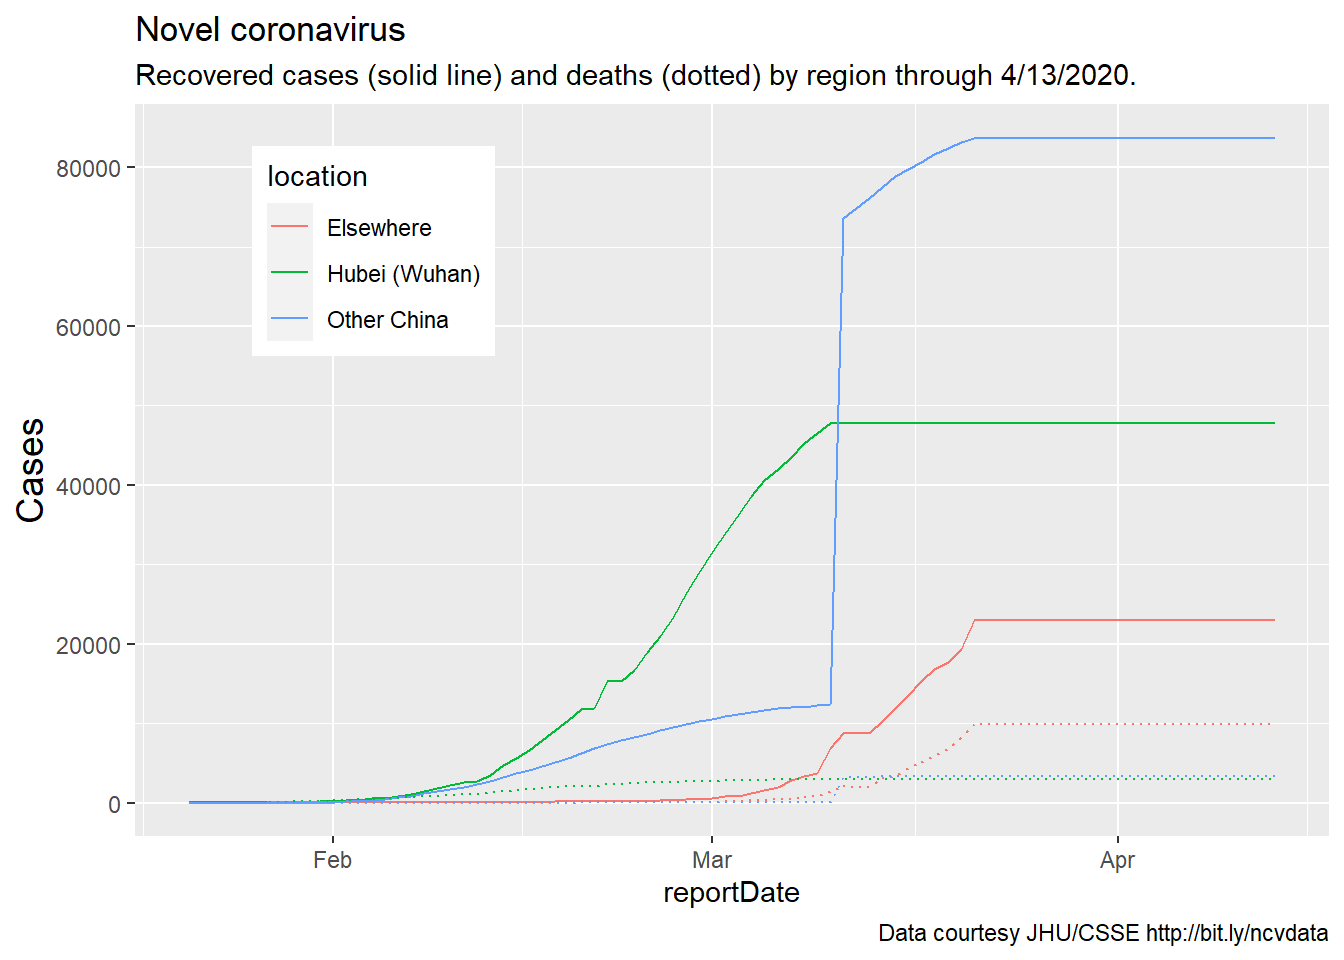 Novel coronavirus
Recovered cases (solid line) and deaths (dotted) by region through 4/13/2020.
80000
60000
40000
20000
0
Cases
location
Elsewhere
Hubei (Wuhan)
Other China
Feb
Mar
Apr
reportDate
Data courtesy JHU/CSSE http://bit.ly/ncvdata